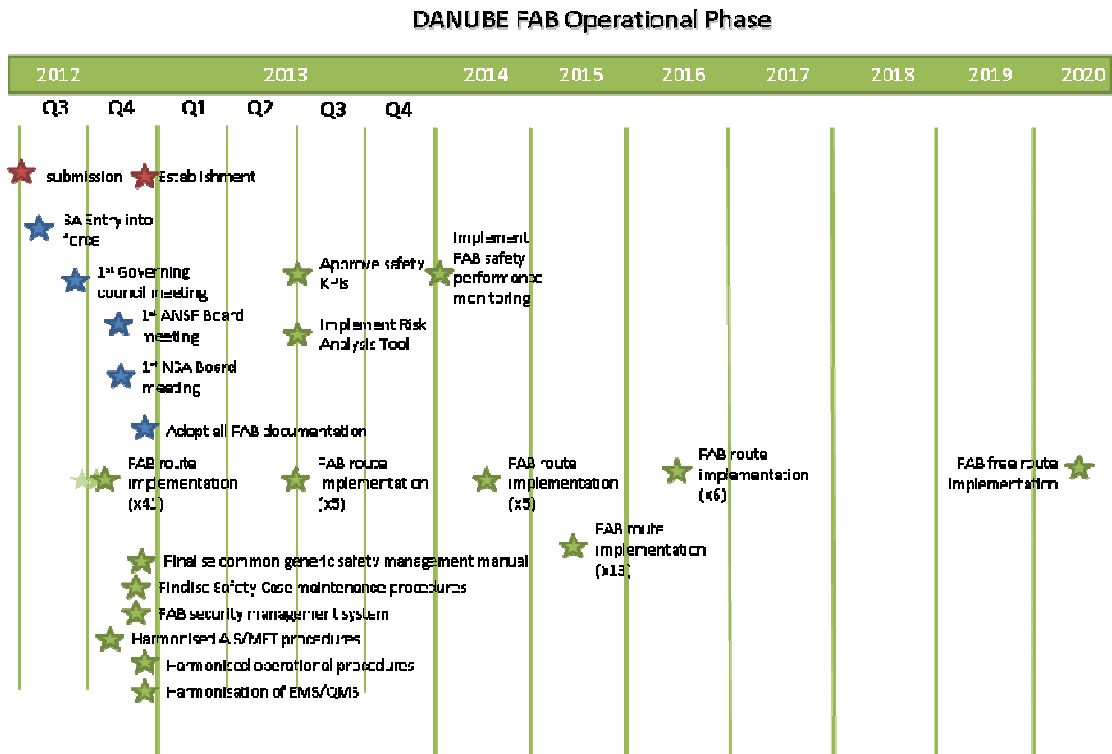 DANUBE FAB Operational Phase
2012 2013 2014 2015 2016 2017 2018 2019 2020
Q3 Q4 Q1 Q2 Q3 Q4
submission
Establishment
SA Entry into
force
1st Governing
council meeting
1st ANSP Board
meeting
1st NSA Board
meeting
Adopt all FAB documentation
Approve safety
KPIs
Implement Risk
Analysis Tool
Implement
FAB safety
performance
monitoring
FAB route
implementation
FAB route
implementation
(x5)
FAB route
implementation
(x5)
FAB route
implementation
(x13)
FAB route
implementation
(x6)
FAB free route
implementation
Finalise common generic safety management manual
Finalise Safety Case maintenance procedures
FAB security management system
Harmonised AIS/MET procedures
Harmonised operational procedures
Harmonisation of EMS/QMS